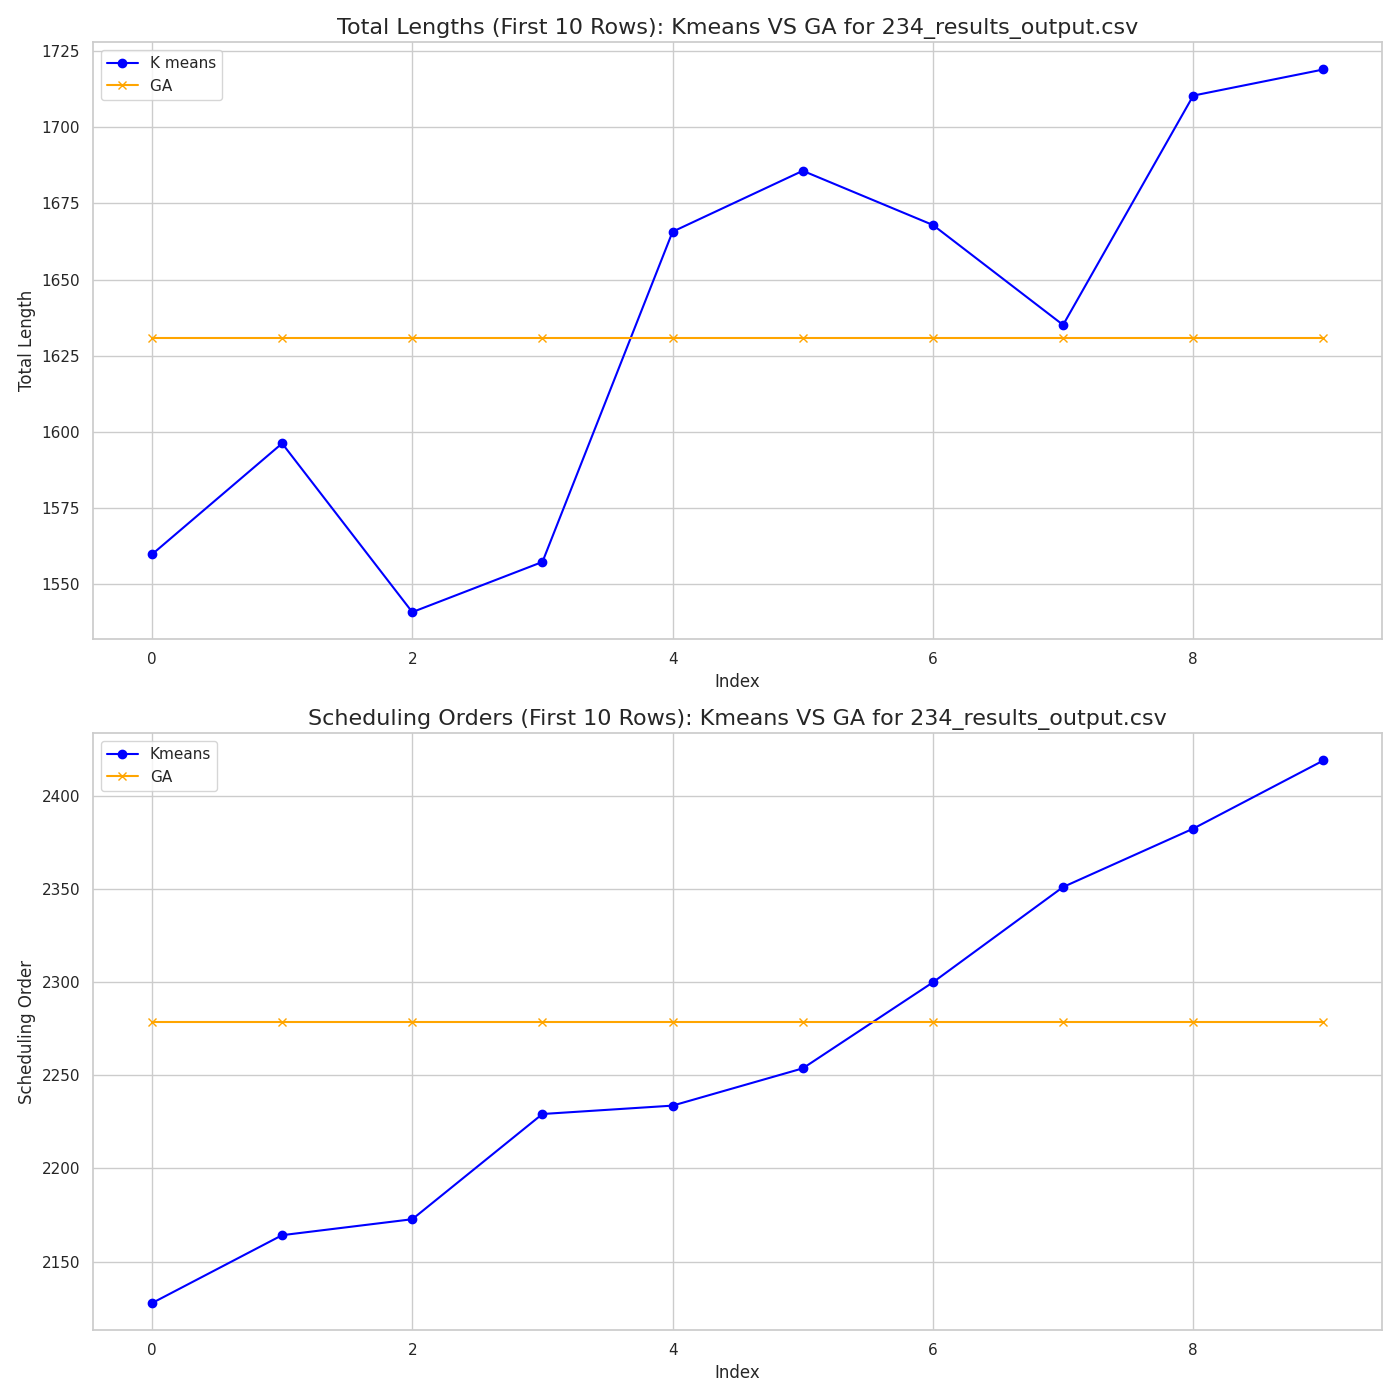 Total Lengths (First 10 Rows): Kmeans VS GA for 234_results_output.csv
K means
GA
1725
1700
1675
1650
1625
1600
1575
1550
Total Length
0 2 4 6 8
Index
Scheduling Orders (First 10 Rows): Kmeans VS GA for 234_results_output.csv
Kmeans
GA
2400
2350
2300
2250
2200
2150
Scheduling Order
0 2 4 6 8
Index